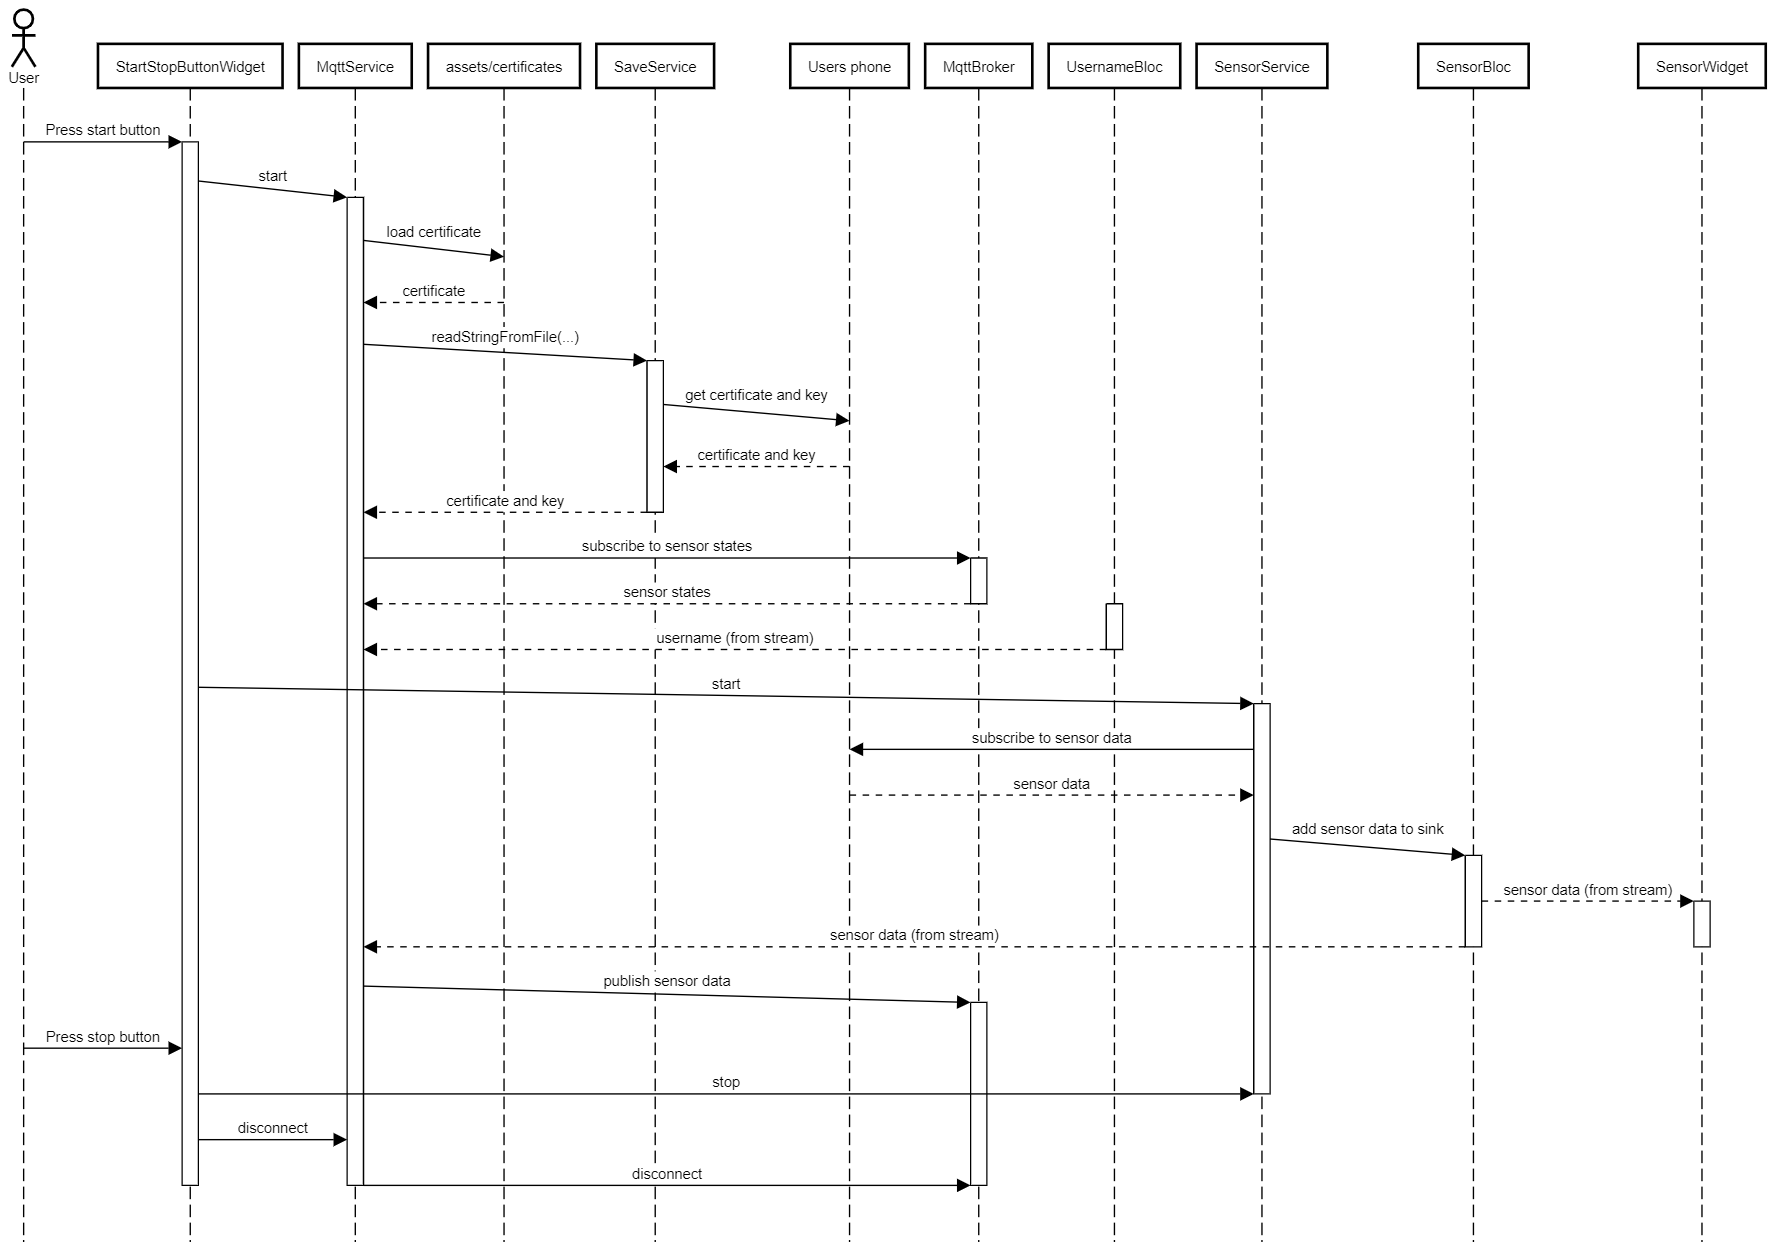 User
StartStopButtonWidget
MqttService
assets/certificates
SaveService
Users phone
MqttBroker
UsernameBloc
SensorService
SensorBloc
SensorWidget
Press start button
start
load certificate
certificate
readStringFromFile(...)
get certificate and key
certificate and key
certificate and key
subscribe to sensor states
sensor states
username (from stream)
start
subscribe to sensor data
sensor data
add sensor data to sink
sensor data (from stream)
sensor data (from stream)
publish sensor data
Press stop button
stop
disconnect
disconnect